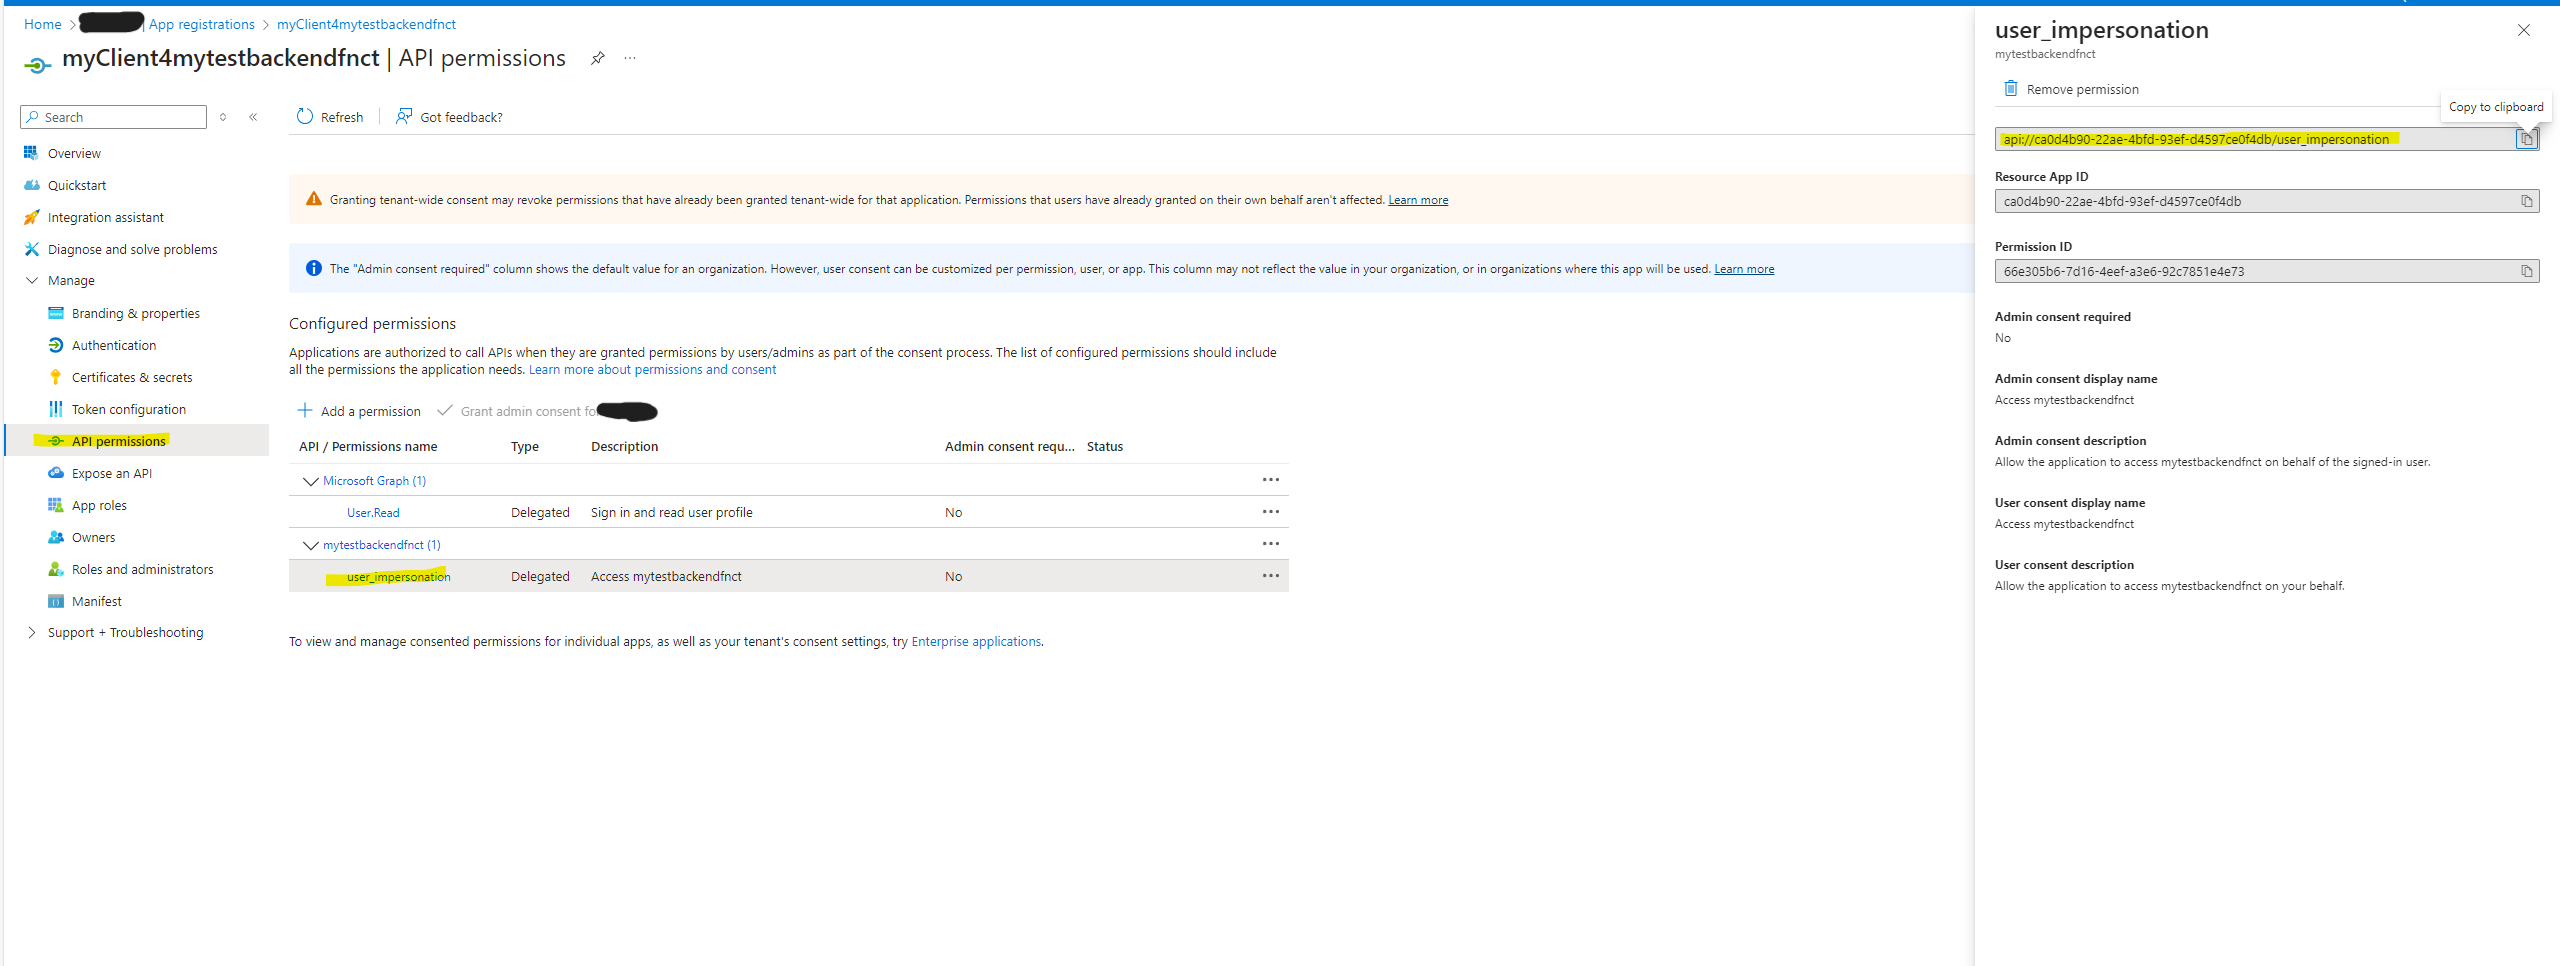 Home > | App registrations > myClient4mytestbackendfnct
myClient4mytestbackendfnct | API permissions
Search
Overview
Quickstart
Integration assistant
Diagnose and solve problems
Manage
Branding & properties
Authentication
Certificates & secrets
Token configuration
API permissions
Expose an API
App roles
Owners
Roles and administrators
Manifest
Support + Troubleshooting
Refresh | Got feedback?
Granting tenant-wide consent may revoke permissions that have already been granted tenant-wide for that application. Permissions that users have already granted on their own behalf aren't affected. Learn more
The "Admin consent required" column shows the default value for an organization. However, user consent can be customized per permission, user, or app. This column may not reflect the value in your organization, or in organizations where this app will be used. Learn more
Configured permissions
Applications are authorized to call APIs when they are granted permissions by users/admins as part of the consent process. The list of configured permissions should include
all the permissions the application needs. Learn more about permissions and consent
Add a permission Grant admin consent fo
API / Permissions name Type Description Admin consent requ... Status
Microsoft Graph (1)
User.Read Delegated Sign in and read user profile No
mytestbackendfnct (1)
user_impersonation Delegated Access mytestbackendfnct No
To view and manage consented permissions for individual apps, as well as your tenant's consent settings, try Enterprise applications.
user_impersonation
mytestbackendfnct
Remove permission
Copy to clipboard
api://ca0d4b90-22ae-4bfd-93ef-d4597ce0f4db/user_impersonation
Resource App ID
ca0d4b90-22ae-4bfd-93ef-d4597ce0f4db
Permission ID
66e305b6-7d16-4eef-a3e6-92c7851e4e73
Admin consent required
No
Admin consent display name
Access mytestbackendfnct
Admin consent description
Allow the application to access mytestbackendfnct on behalf of the signed-in user.
User consent display name
Access mytestbackendfnct
User consent description
Allow the application to access mytestbackendfnct on your behalf.